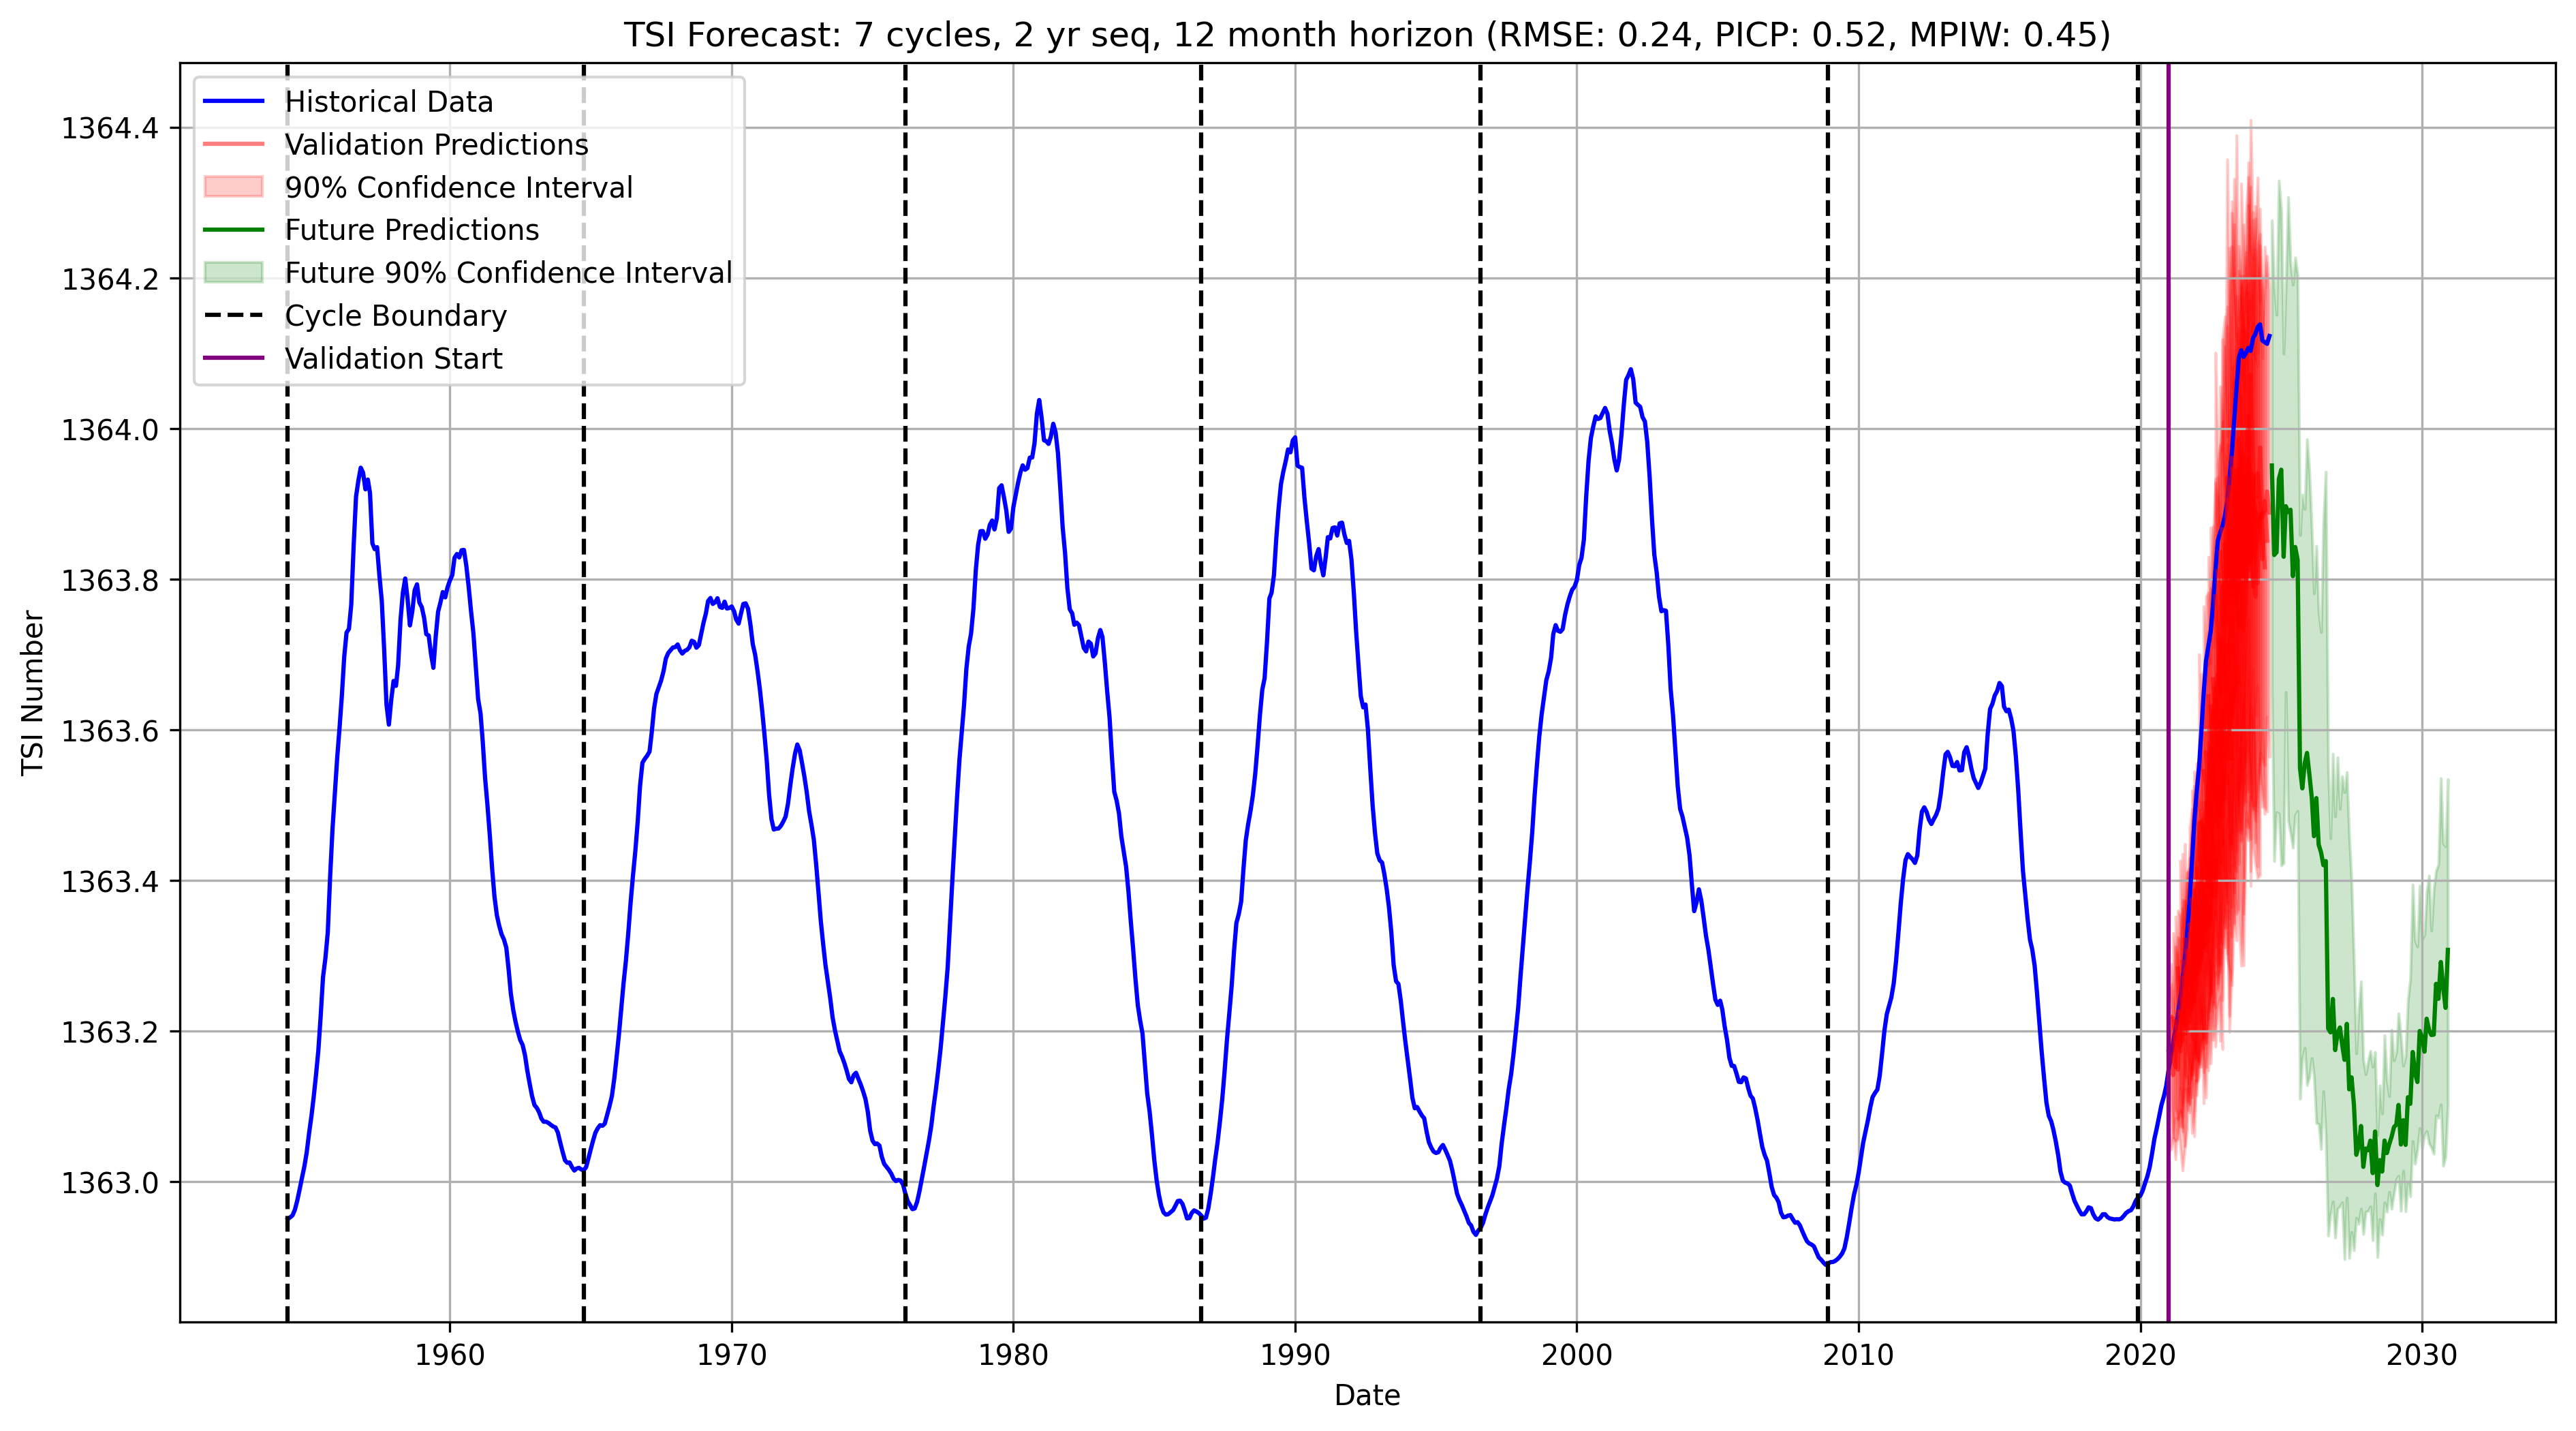 TSI Forecast: 7 cycles, 2 yr seq, 12 month horizon (RMSE: 0.24, PICP: 0.52, MPIW: 0.45)
Historical Data
Validation Predictions
90% Confidence Interval
Future Predictions
Future 90% Confidence Interval
Cycle Boundary
Validation Start
TSI Number
1364.4
1364.2
1364.0
1363.8
1363.6
1363.4
1363.2
1363.0
1960 1970 1980 1990 2000 2010 2020 2030
Date